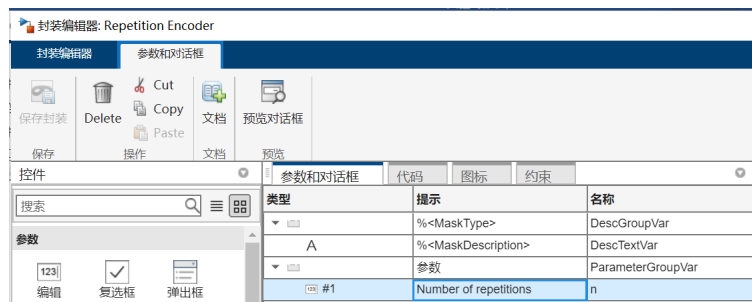 封装编辑器: Repetition Encoder
封装编辑器 参数和对话框
保存封装 Delete Cut Copy Paste 文档 预览对话框
保存 操作 文档 预览
控件
搜索
参数
123 编辑 复选框 弹出框
参数和对话框 代码 图标 约束
类型 提示 名称
%<MaskType> DescGroupVar
A %<MaskDescription> DescTextVar
参数 ParameterGroupVar
#1 Number of repetitions n